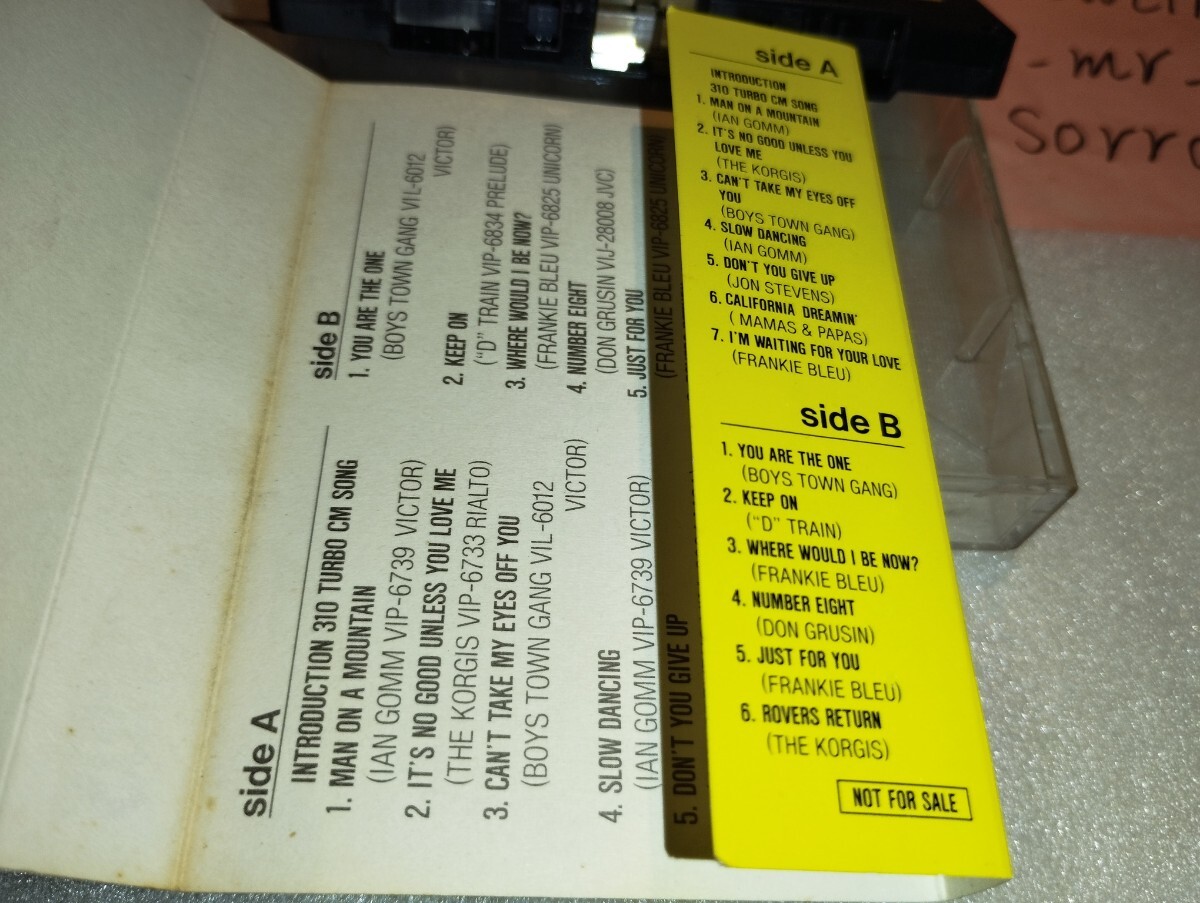 side A
INTRODUCTION 310 TURBO CM SONG
1. MAN ON A MOUNTAIN
(IAN GOMM VIP-6739 VICTOR)
2. IT'S NO GOOD UNLESS YOU LOVE ME
(THE KORGIS VIP-6733 RIALTO)
3. CAN'T TAKE MY EYES OFF YOU
(BOYS TOWN GANG VIL-6012
VICTOR)
4. SLOW DANCING
(IAN GOMM VIP-6739 VICTOR)
5. DON'T YOU GIVE UP
side B
1. YOU ARE THE ONE
(BOYS TOWN GANG VIL-6012
VICTOR)
2. KEEP ON
("D" TRAIN VIP-6834 PRELUDE)
3. WHERE WOULD I BE NOW?
(FRANKIE BLEU VIP-6825 UNICORN)
4. NUMBER EIGHT
(DON GRUSIN VIJ-28008 JVC)
5. JUST FOR YOU
(FRANKIE BLEU VIP-6825 UNICORN)
side A
INTRODUCTION
310 TURBO CM SONG
1. MAN ON A MOUNTAIN
(IAN GOMM)
2. IT'S NO GOOD UNLESS YOU
LOVE ME
(THE KORGIS)
3. CAN'T TAKE MY EYES OFF
YOU
(BOYS TOWN GANG)
4. SLOW DANCING
(IAN GOMM)
5. DON'T YOU GIVE UP
(JON STEVENS)
6. CALIFORNIA DREAMIN'
( MAMAS & PAPAS)
7. I'M WAITING FOR YOUR LOVE
(FRANKIE BLEU)
side B
1. YOU ARE THE ONE
(BOYS TOWN GANG)
2. KEEP ON
("D" TRAIN)
3. WHERE WOULD I BE NOW?
(FRANKIE BLEU)
4. NUMBER EIGHT
(DON GRUSIN)
5. JUST FOR YOU
(FRANKIE BLEU)
6. ROVERS RETURN
(THE KORGIS)
NOT FOR SALE
-mr-